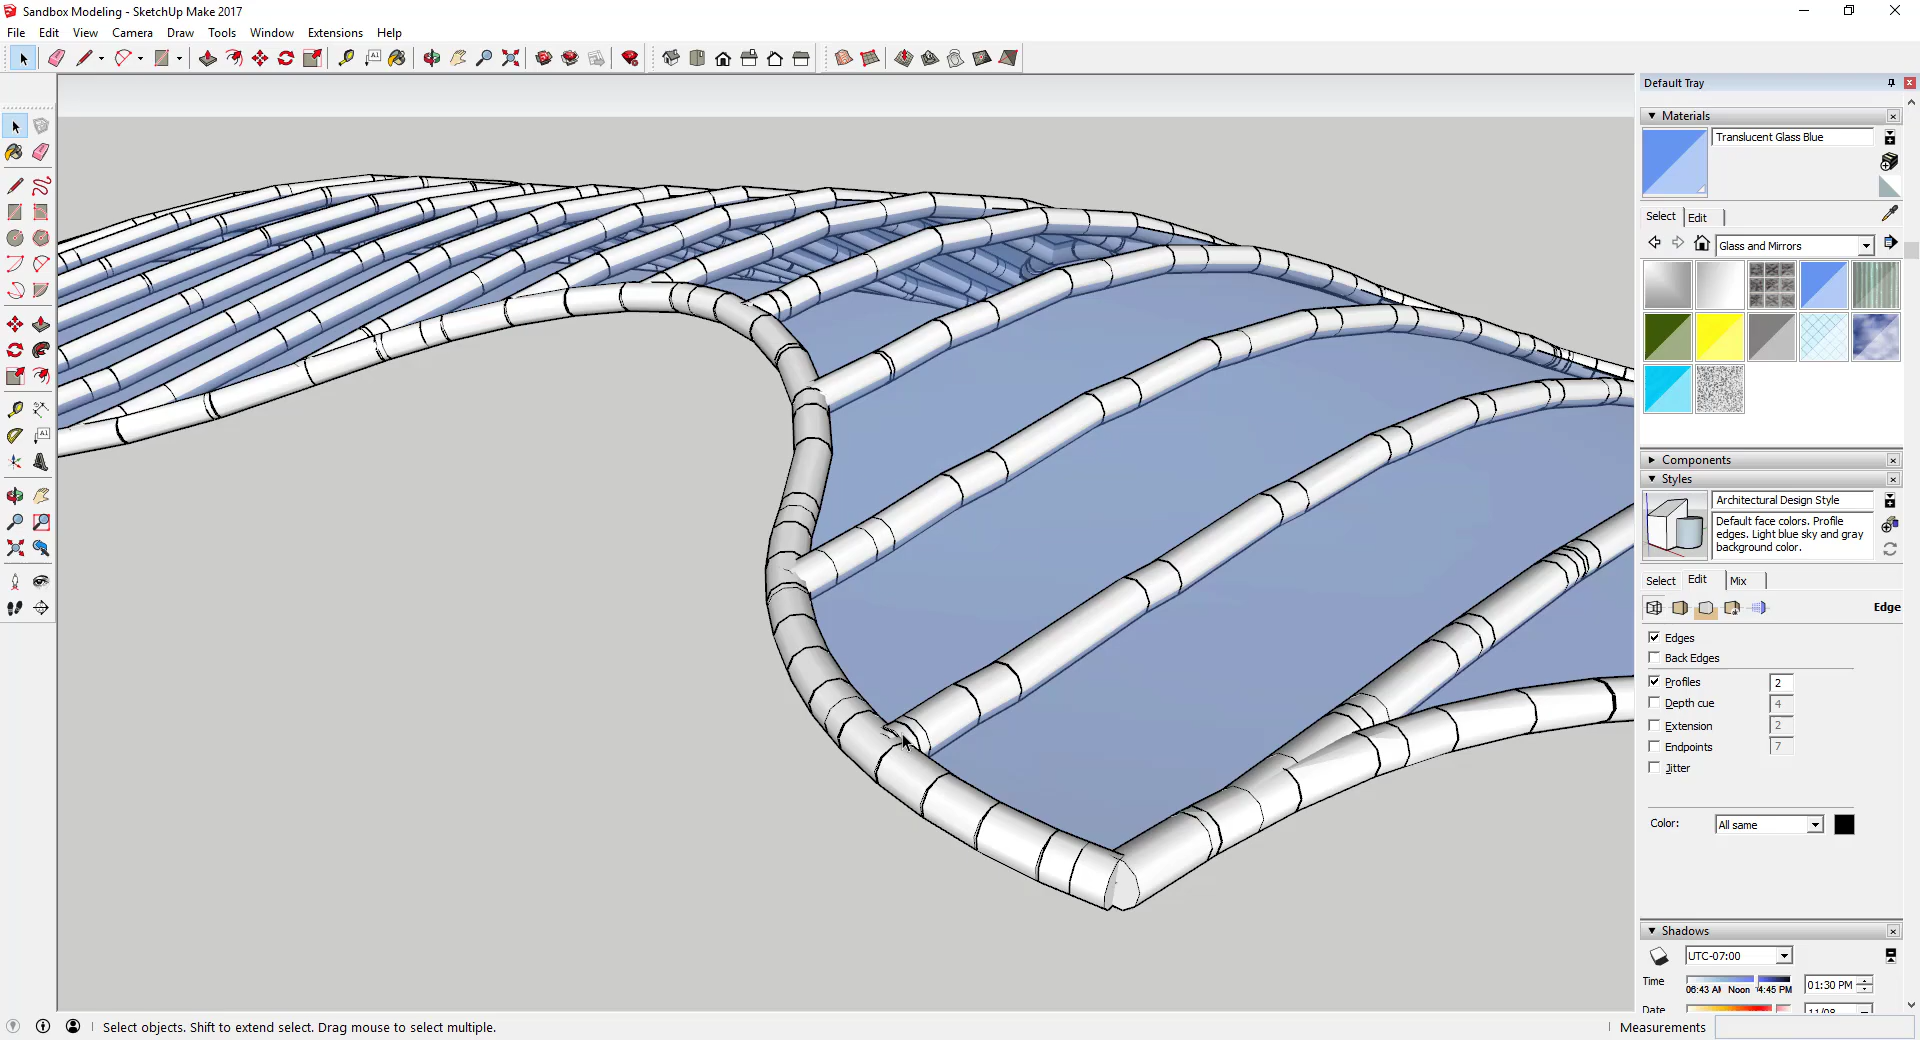 Sandbox Modeling - SketchUp Make 2017
File Edit View Camera Draw Tools Window Extensions Help
Default Tray
Materials
Translucent Glass Blue
Select Edit
Glass and Mirrors
Components
Styles
Architectural Design Style
Default face colors. Profile
edges. Light blue sky and gray
background color.
Select Edit Mix
Edge
Edges
Back Edges
Profiles 2
Depth cue 4
Extension 2
Endpoints 7
Jitter
Color: All same
Shadows
UTC-07:00
Time 06:43 AM Noon 4:45 PM 01:30 PM
Date 11/08
Select objects. Shift to extend select. Drag mouse to select multiple.
Measurements